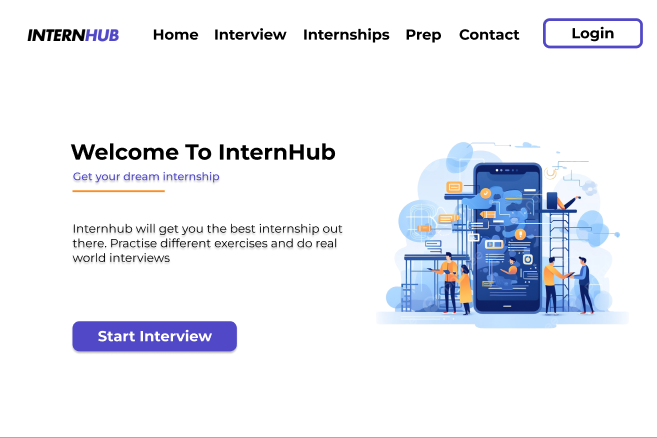 INTERNHUB
Home Interview Internships Prep Contact Login
Welcome To InternHub
Get your dream internship
Internhub will get you the best internship out
there. Practise different exercises and do real
world interviews
Start Interview